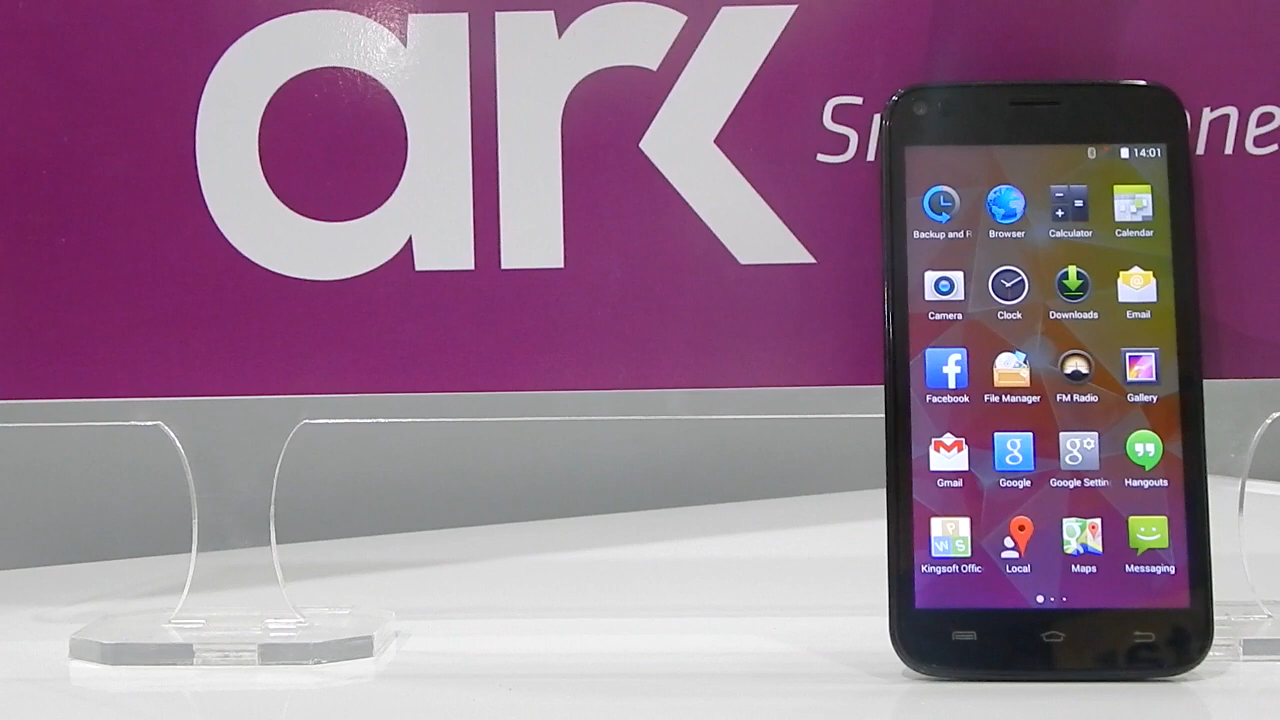 ark
14:01
Backup and R
Browser
Calculator
Calendar
Camera
Clock
Downloads
Email
Facebook
File Manager
FM Radio
Gallery
Gmail
Google
Google Settin
Hangouts
Kingsoft Offic
Local
Maps
Messaging